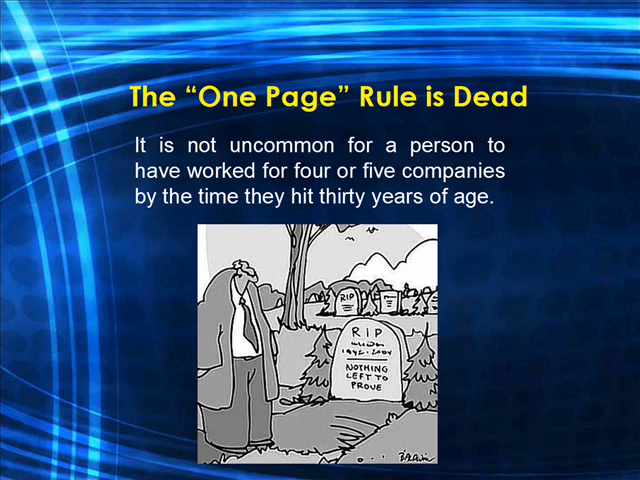 The “One Page” Rule is Dead
It is not uncommon for a person to
have worked for four or five companies
by the time they hit thirty years of age.
RIP
RIP
NOTHING
LEFT TO
PROVE